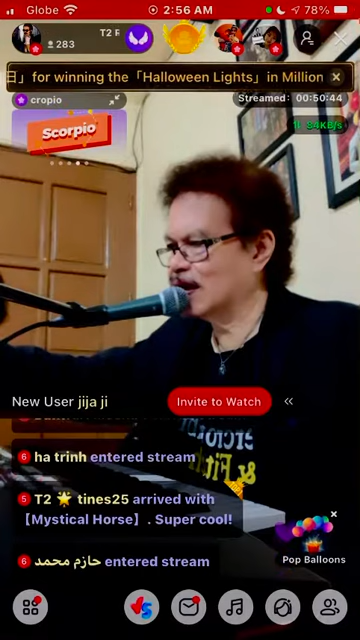 Globe
2:56 AM
78%
T2 F
283
」for winning the「Halloween Lights」in Million
cropio
Streamed: 00:50:44
84KB/s
Scorpio
New User jija ji
Invite to Watch
6 ha trinh entered stream
5 T2 🌟 tines25 arrived with
【Mystical Horse】. Super cool!
6 حازم محمد entered stream
Pop Balloons
VS